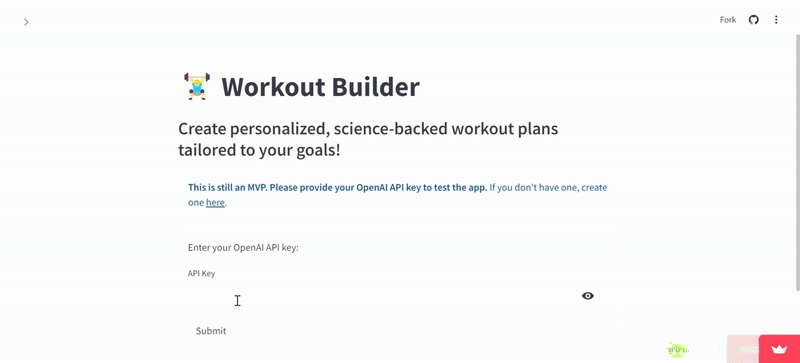 Fork
Workout Builder
Create personalized, science-backed workout plans
tailored to your goals!
This is still an MVP. Please provide your OpenAI API key to test the app. If you don't have one, create
one here.
Enter your OpenAI API key:
API Key
Submit